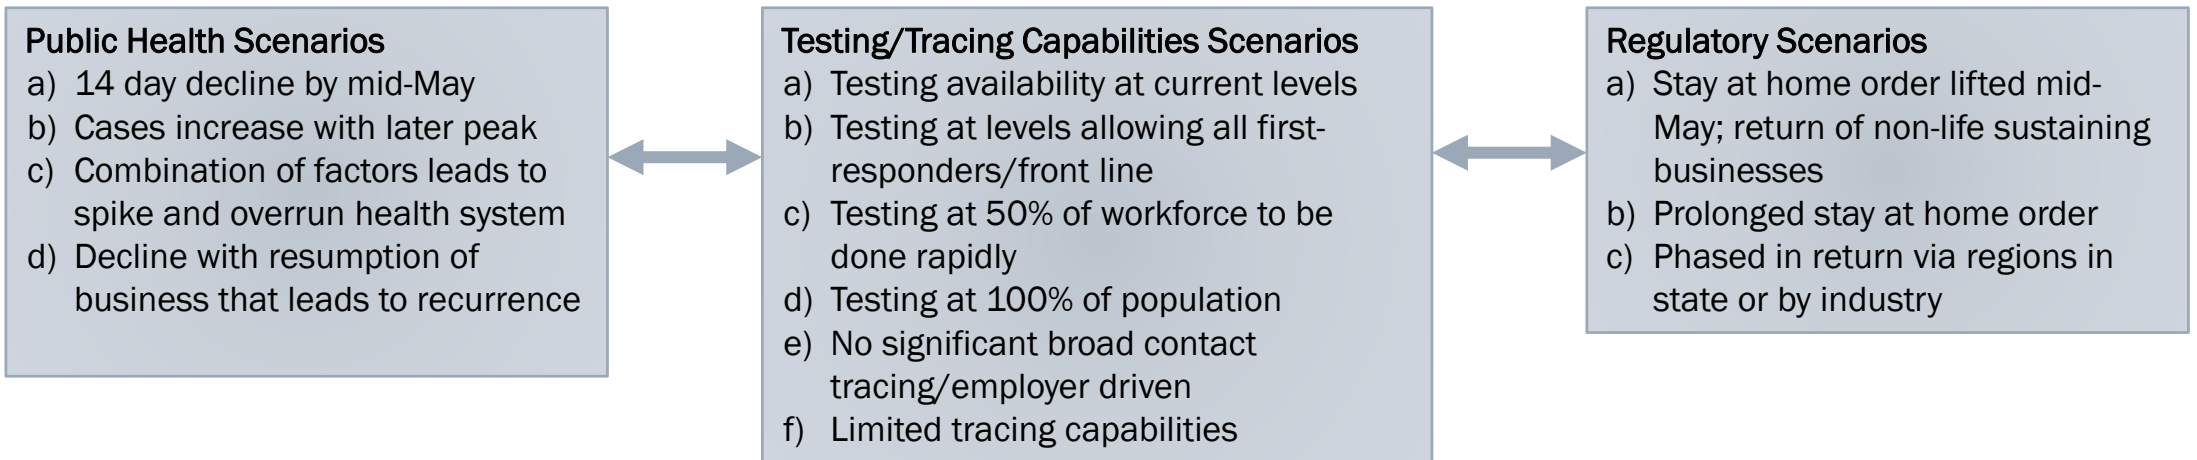 Public Health Scenarios
a) 14 day decline by mid-May
b) Cases increase with later peak
c) Combination of factors leads to
spike and overrun health system
d) Decline with resumption of
business that leads to recurrence
Testing/Tracing Capabilities Scenarios
a) Testing availability at current levels
b) Testing at levels allowing all first-
responders/front line
c) Testing at 50% of workforce to be
done rapidly
d) Testing at 100% of population
e) No significant broad contact
tracing/employer driven
f) Limited tracing capabilities
Regulatory Scenarios
a) Stay at home order lifted mid-
May; return of non-life sustaining
businesses
b) Prolonged stay at home order
c) Phased in return via regions in
state or by industry